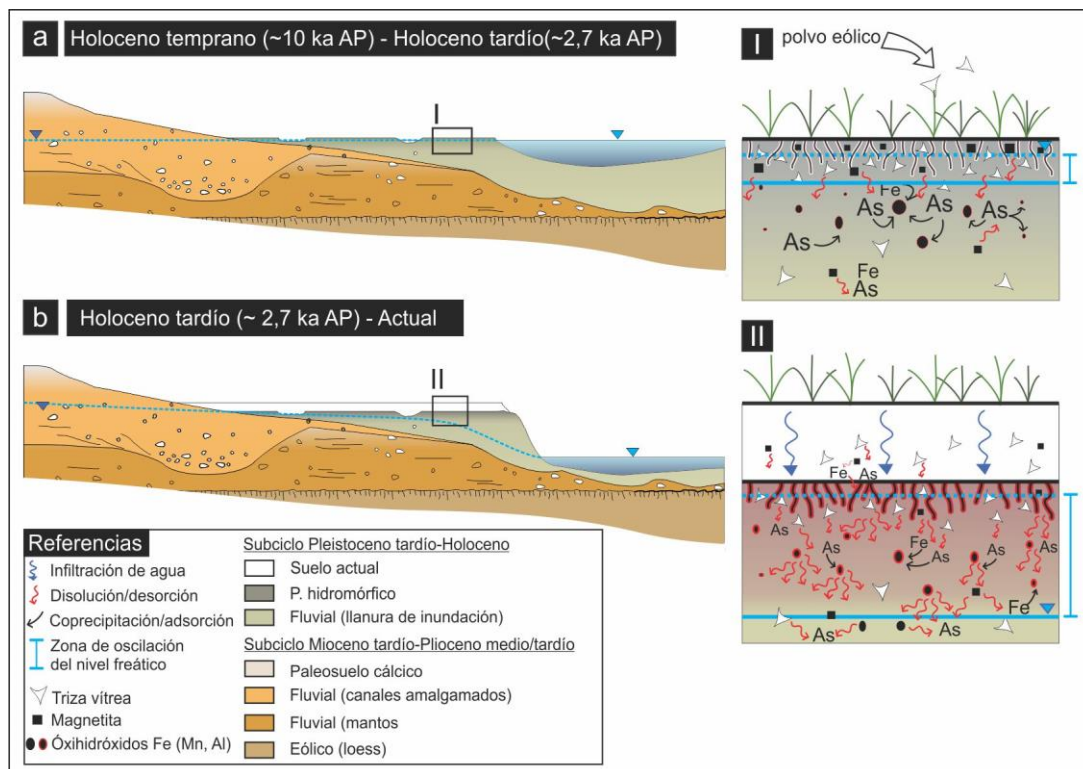 a
Holoceno temprano (~10 ka AP) - Holoceno tardío(~2,7 ka AP)
I
b
Holoceno tardío (~ 2,7 ka AP) - Actual
II
Referencias
Infiltración de agua
Disolución/desorción
Coprecipitación/adsorción
Zona de oscilación
del nivel freático
Triza vítrea
Magnetita
Óxihidróxidos Fe (Mn, Al)
Subciclo Pleistoceno tardío-Holoceno
Suelo actual
P. hidromórfico
Fluvial (llanura de inundación)
Subciclo Mioceno tardío-Plioceno medio/tardío
Paleosuelo cálcico
Fluvial (canales amalgamados)
Fluvial (mantos
Eólico (loess)
I
polvo eólico
Fe
As
As
As
As
Fe
As
II
Fe
As
As
As
Fe
As
As
As
Fe
As
As